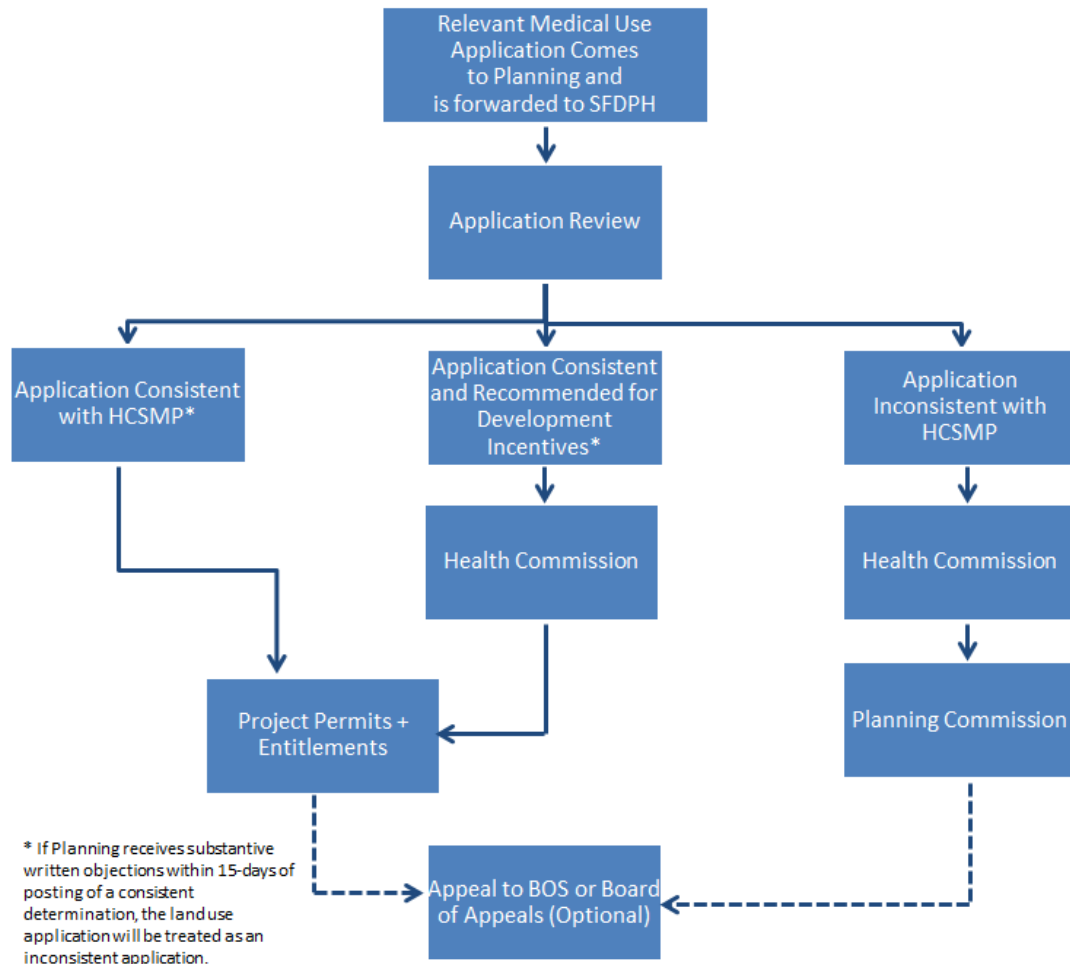 Relevant Medical Use
Application Comes
to Planning and
is forwarded to SFDPH
Application Review
Application Consistent
with HCSMP*
Application Consistent
and Recommended for
Development
Incentives*
Application
Inconsistent with
HCSMP
Health Commission
Health Commission
Project Permits +
Entitlements
Planning Commission
* If Planning receives substantive
written objections within 15-days of
posting of a consistent
determination, the land use
application will be treated as an
inconsistent application.
Appeal to BOS or Board
of Appeals (Optional)